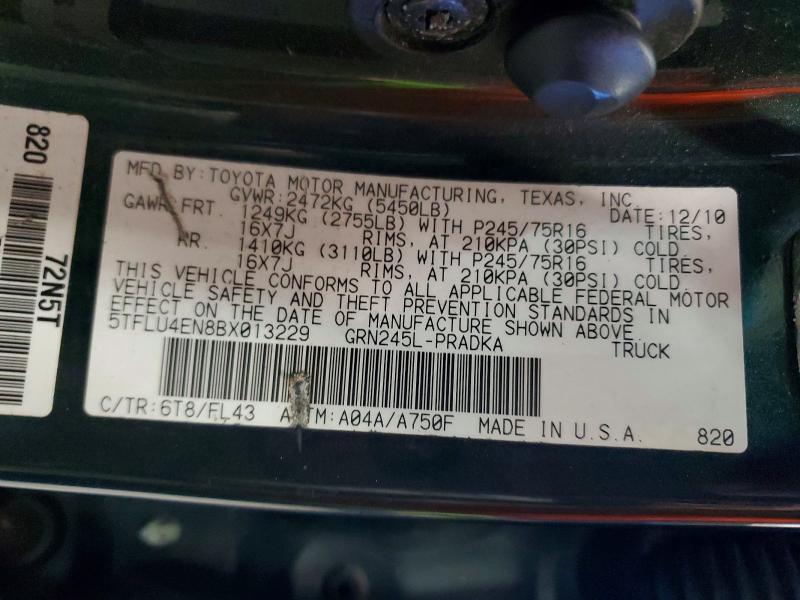 820
72N5T
MFD BY:TOYOTA MOTOR MANUFACTURING, TEXAS, INC.
GVWR:2472KG (5450LB) DATE:12/10
GAWR FRT. 1249KG (2755LB) WITH P245/75R16 TIRES,
16X7J RIMS, AT 210KPA (30PSI) COLD.
RR. 1410KG (3110LB) WITH P245/75R16 TIRES,
16X7J RIMS, AT 210KPA (30PSI) COLD.
THIS VEHICLE CONFORMS TO ALL APPLICABLE FEDERAL MOTOR
VEHICLE SAFETY AND THEFT PREVENTION STANDARDS IN
EFFECT ON THE DATE OF MANUFACTURE SHOWN ABOVE.
5TFLU4EN8BX013229 GRN245L-PRADKA TRUCK
C/TR:6T8/FL43 A/TM:A04A/A750F MADE IN U.S.A. 820